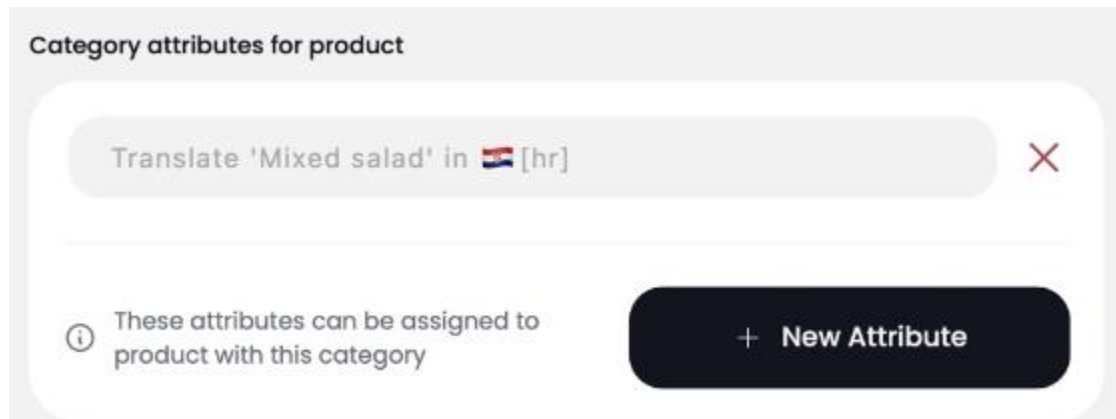 Category attributes for product
Translate 'Mixed salad' in 🇭🇷 [hr]
These attributes can be assigned to
product with this category
+ New Attribute